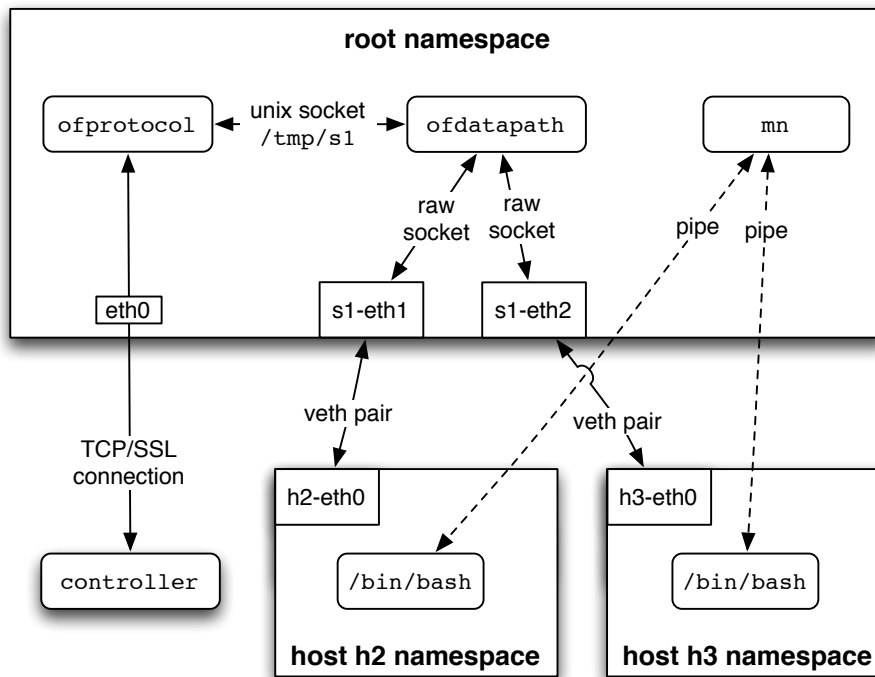 root namespace
ofprotocol
unix socket
/tmp/s1
ofdatapath
mn
raw
socket
raw
socket
pipe
pipe
eth0
s1-eth1
s1-eth2
veth pair
veth pair
TCP/SSL
connection
h2-eth0
h3-eth0
controller
/bin/bash
/bin/bash
host h2 namespace
host h3 namespace